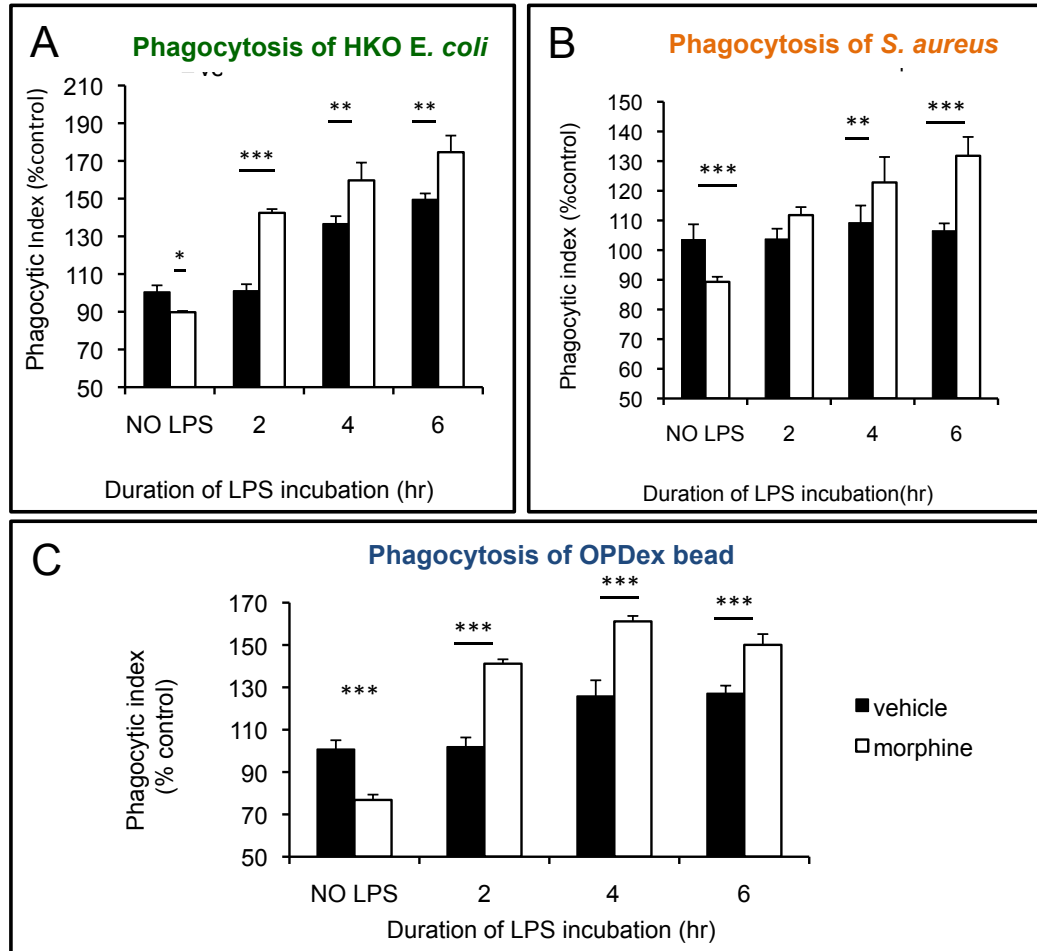 A
Phagocytosis of HKO E. coli
Phagocytic Index (%control)
210
190
170
150
130
110
90
70
50
*
***
**
**
NO LPS 2 4 6
Duration of LPS incubation (hr)
B
Phagocytosis of S. aureus
Phagocytic index (%control)
150
140
130
120
110
100
90
80
70
60
50
***
**
***
NO LPS 2 4 6
Duration of LPS incubation(hr)
C
Phagocytosis of OPDex bead
Phagocytic index
(% control)
170
150
130
110
90
70
50
***
***
***
***
NO LPS 2 4 6
Duration of LPS incubation (hr)
vehicle
morphine